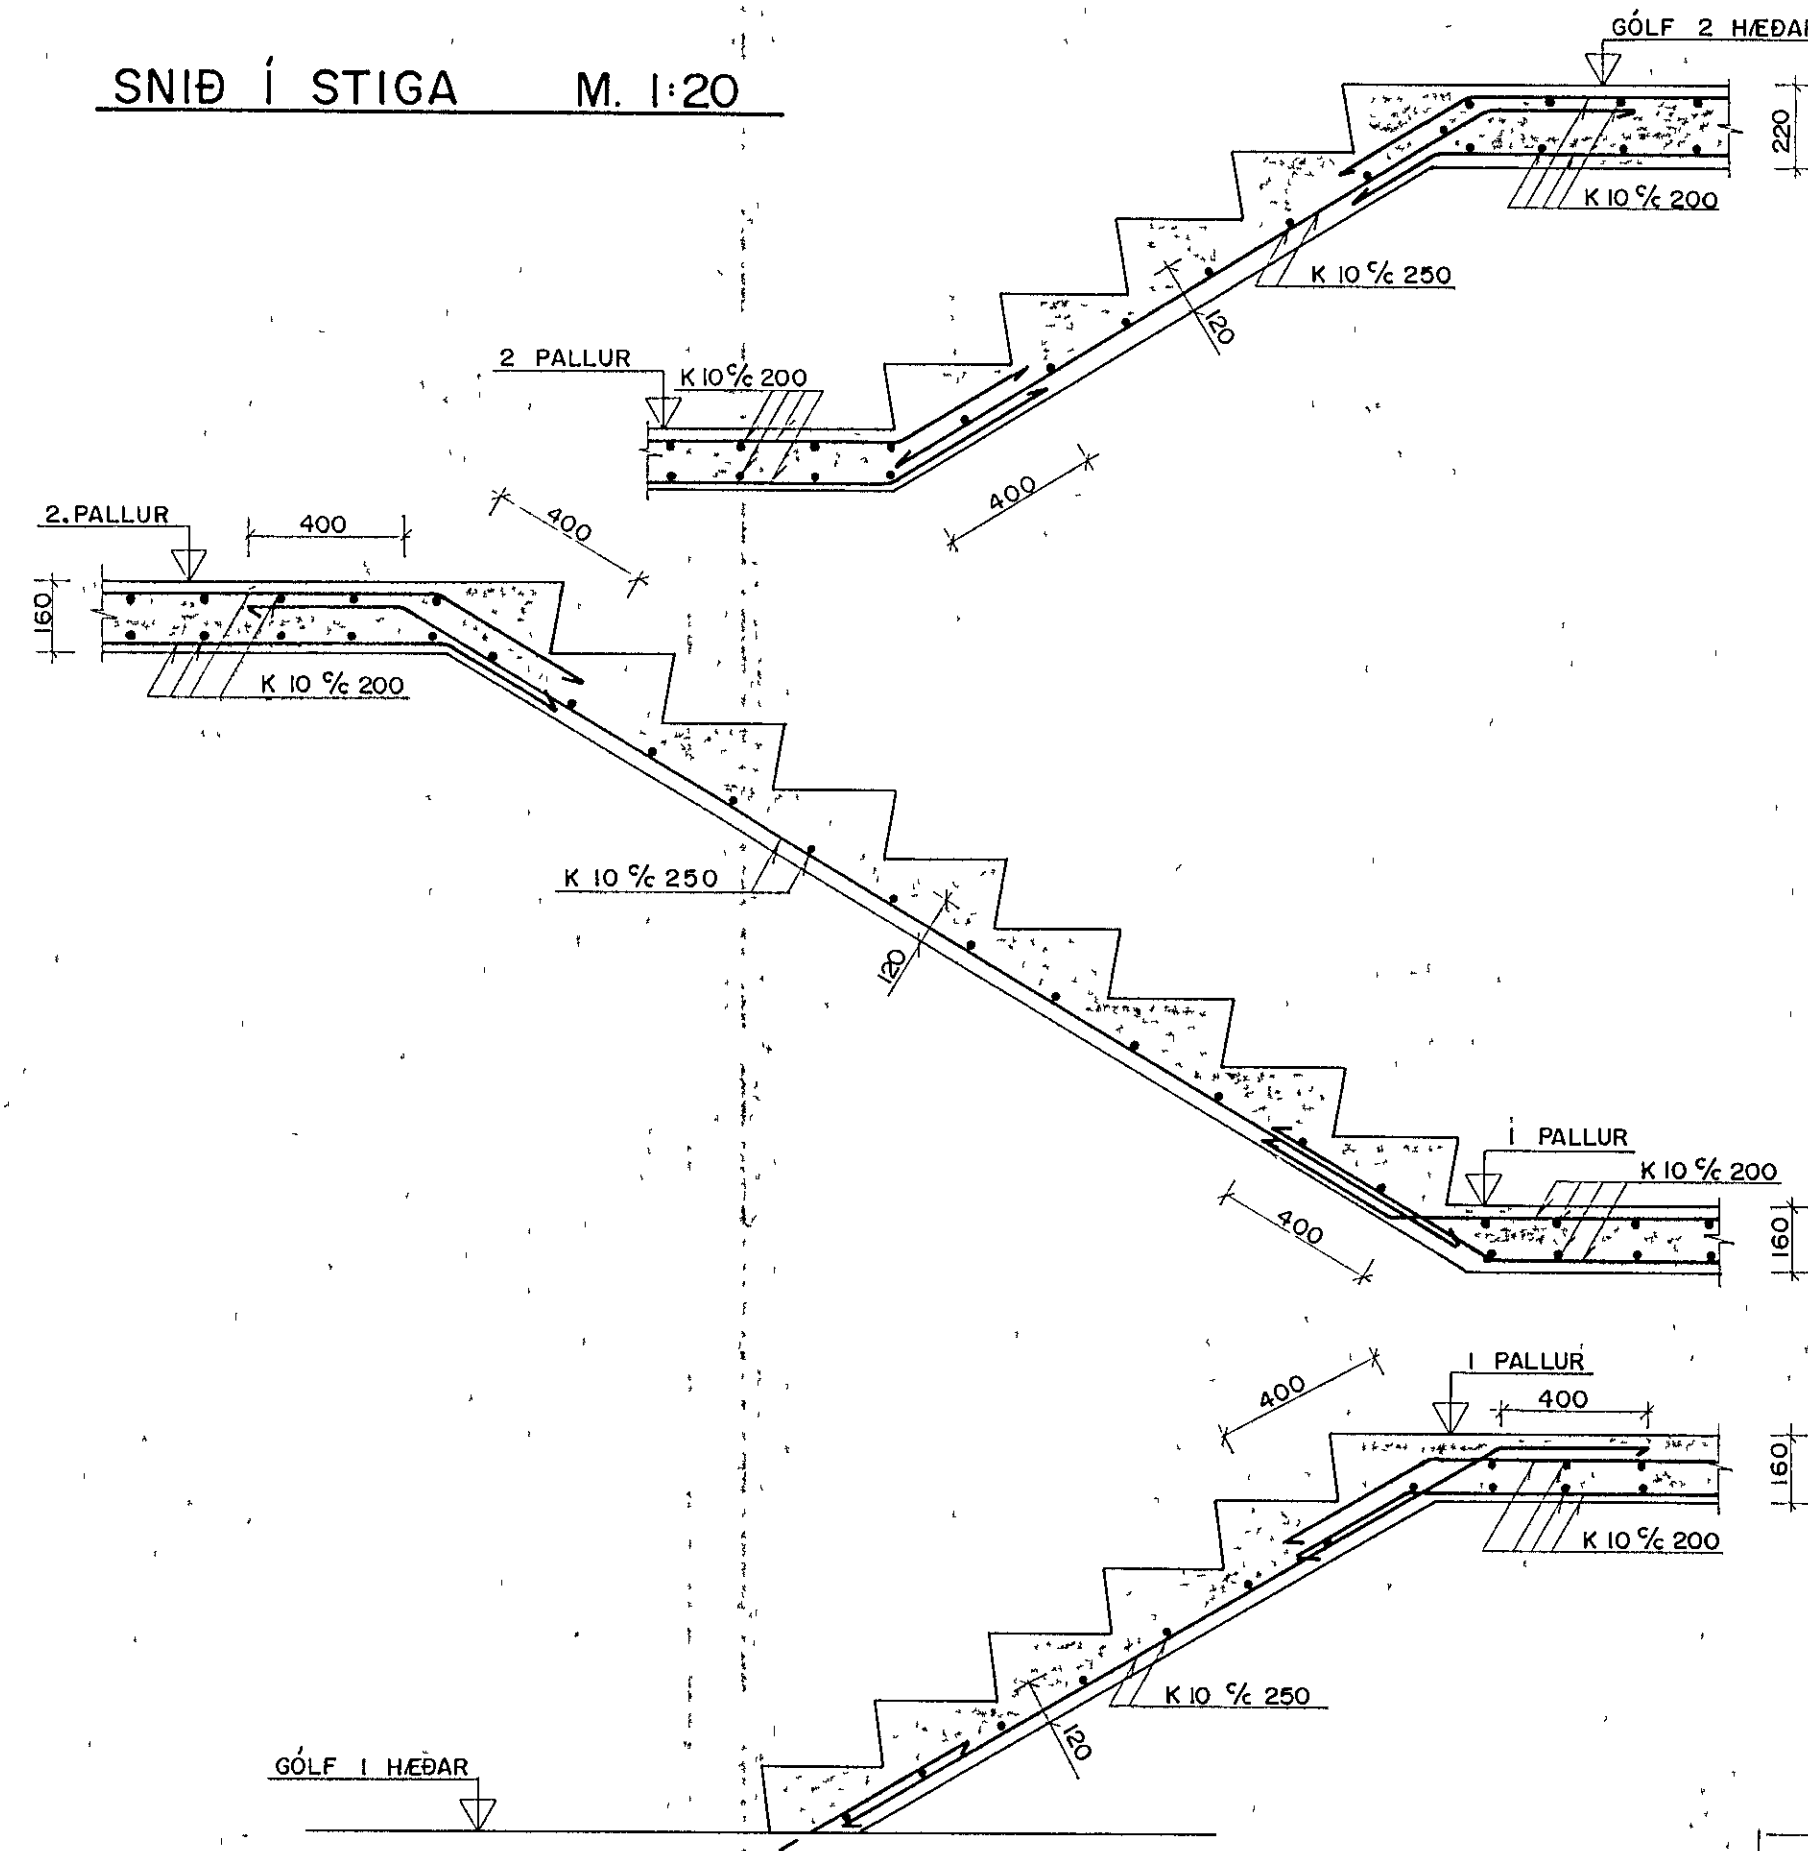 GÓLF 2 HÆÐAR
SNIÐ Í STIGA M. 1:20
220
K 10 c/c 200
K 10 c/c 250
120
2 PALLUR
K 10 c/c 200
400
2. PALLUR
400
400
160
K 10 c/c 200
K 10 c/c 250
120
1 PALLUR
K 10 c/c 200
400
160
1 PALLUR
400
400
160
K 10 c/c 200
K 10 c/c 250
120
GÓLF 1 HÆÐAR